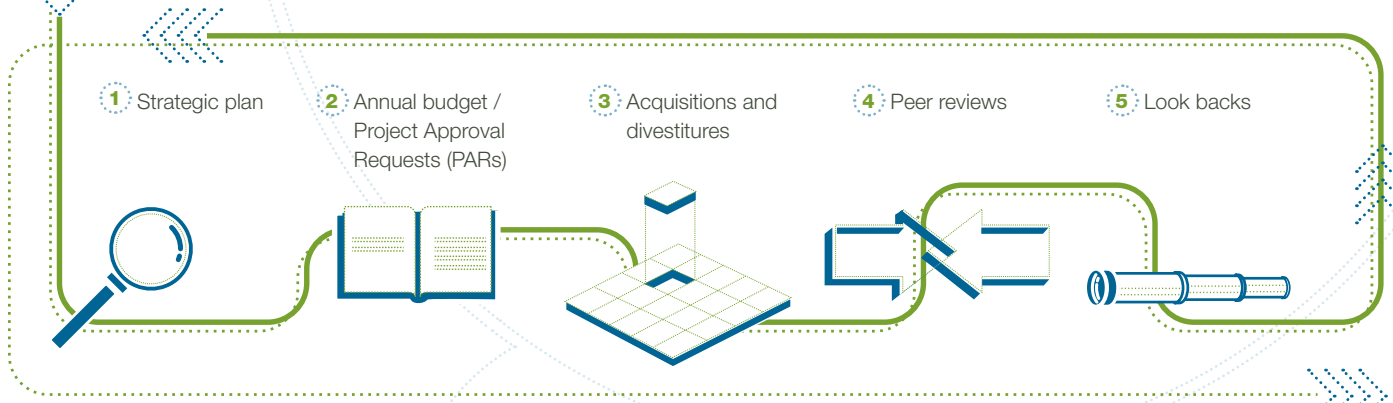 1 Strategic plan
2 Annual budget /
Project Approval
Requests (PARs)
3 Acquisitions and
divestitures
4 Peer reviews
5 Look backs